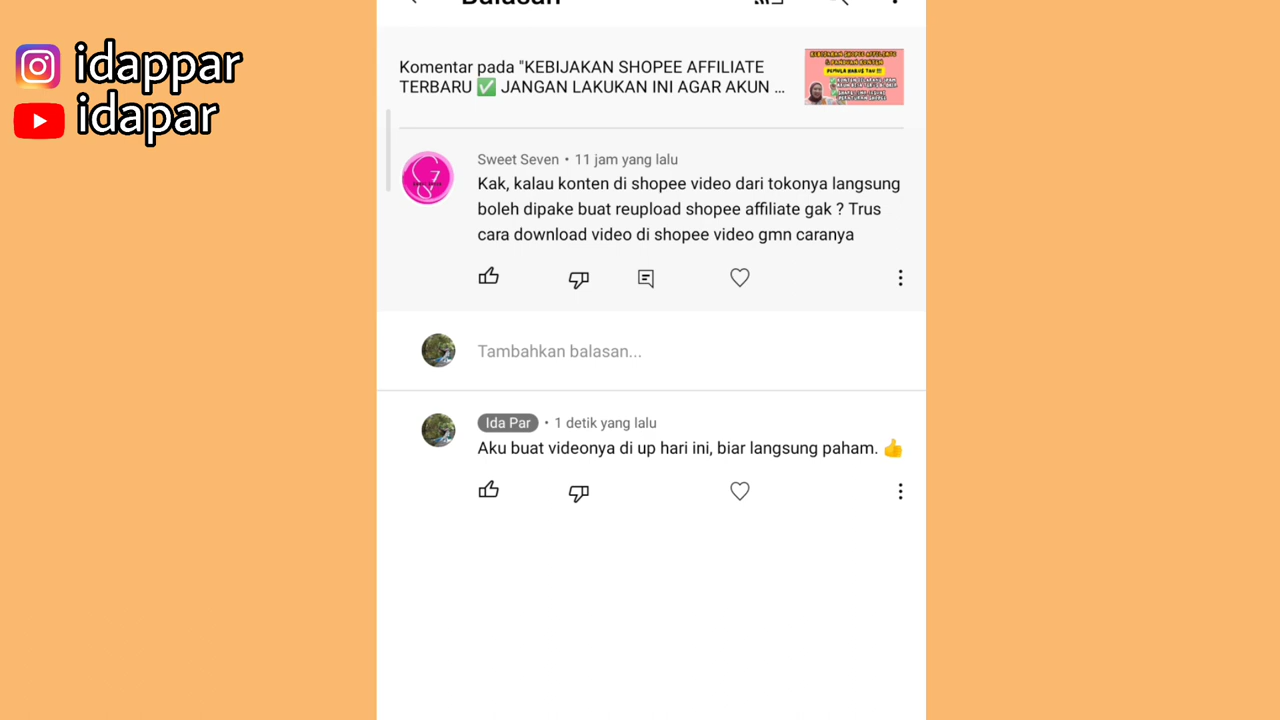 idappar
idapar
Balasan
Komentar pada "KEBIJAKAN SHOPEE AFFILIATE
TERBARU ✅ JANGAN LAKUKAN INI AGAR AKUN ...
Sweet Seven • 11 jam yang lalu
Kak, kalau konten di shopee video dari tokonya langsung
boleh dipake buat reupload shopee affiliate gak ? Trus
cara download video di shopee video gmn caranya
Tambahkan balasan...
Ida Par • 1 detik yang lalu
Aku buat videonya di up hari ini, biar langsung paham. 👍